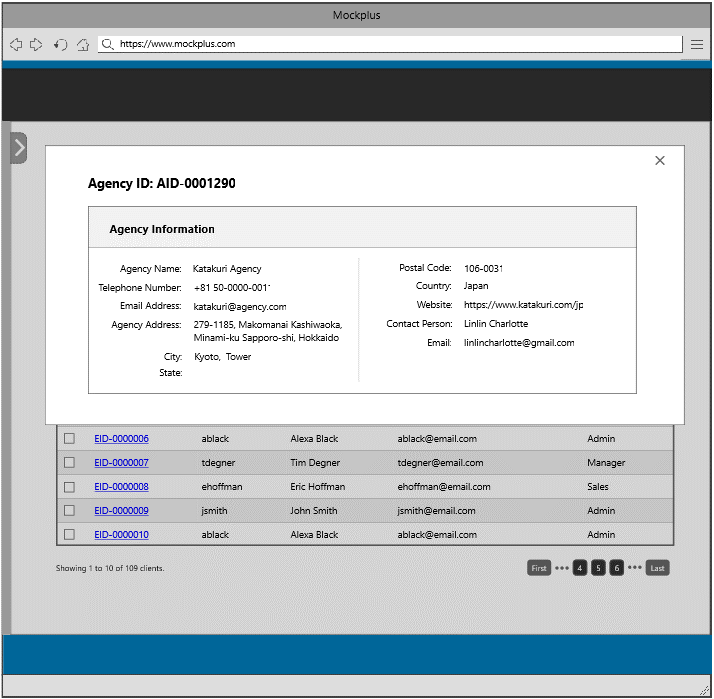 Mockplus
https://www.mockplus.com
Agency ID: AID-0001290
Agency Information
Agency Name: Katakuri Agency
Telephone Number: +81 50-0000-0011
Email Address: katakuri@agency.com
Agency Address: 279-1185, Makomanai Kashiwaoka,
Minami-ku Sapporo-shi, Hokkaido
City: Kyoto, Tower
State:
Postal Code: 106-0031
Country: Japan
Website: https://www.katakuri.com/jp
Contact Person: Linlin Charlotte
Email: linlincharlotte@gmail.com
EID-0000006 ablack Alexa Black ablack@email.com Admin
EID-0000007 tdegner Tim Degner tdegner@email.com Manager
EID-0000008 ehoffman Eric Hoffman ehoffman@email.com Sales
EID-0000009 jsmith John Smith jsmith@email.com Admin
EID-0000010 ablack Alexa Black ablack@email.com Admin
Showing 1 to 10 of 109 clients.
First ••• 4 5 6 ••• Last